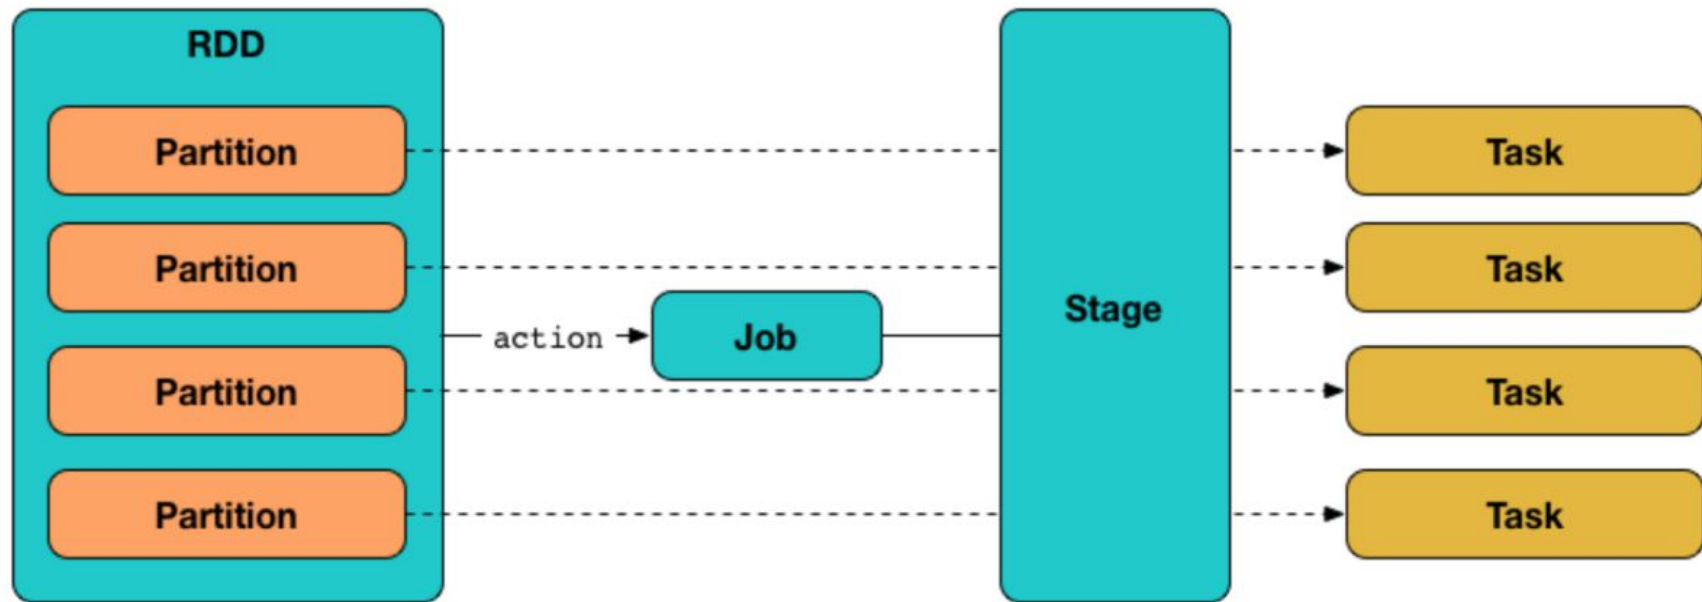 RDD
Partition
Task
Partition
Task
Stage
action
Job
Partition
Task
Partition
Task